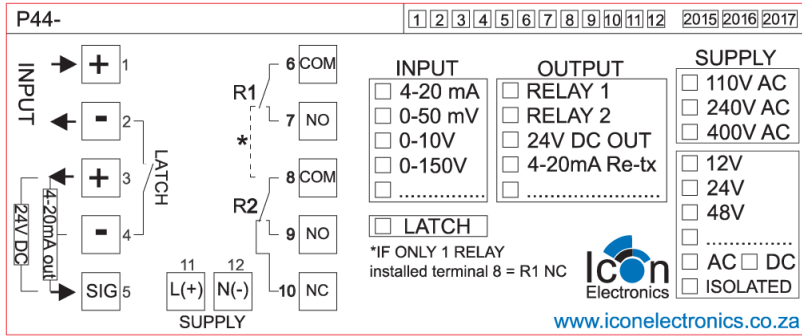 P44- 1 2 3 4 5 6 7 8 9 10 11 12 2015 2016 2017
INPUT
+ 1
- 2
+ 3
- 4
SIG 5
LATCH
24V DC
4-20mA out
11 12
L(+) N(-)
SUPPLY
R1
*
R2
6 COM
7 NO
8 COM
9 NO
10 NC
INPUT
4-20 mA
0-50 mV
0-10V
0-150V
..................
OUTPUT
RELAY 1
RELAY 2
24V DC OUT
4-20mA Re-tx
..................
LATCH
*IF ONLY 1 RELAY
installed terminal 8 = R1 NC
SUPPLY
110V AC
240V AC
400V AC
12V
24V
48V
..................
AC DC
ISOLATED
Icon
Electronics
www.iconelectronics.co.za